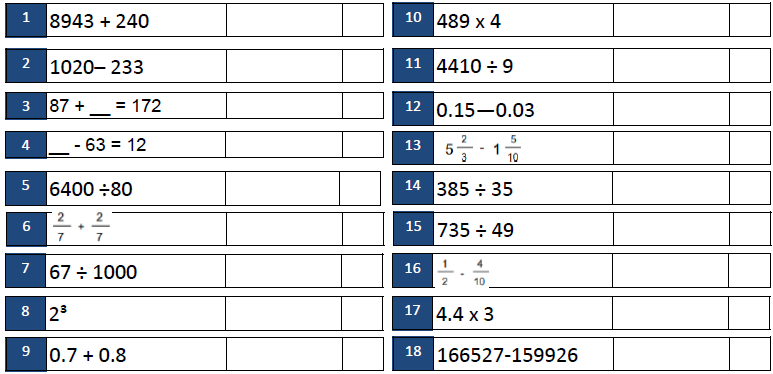 1 8943 + 240
2 1020– 233
3 87 + __ = 172
4 __ - 63 = 12
5 6400 ÷80
6 2/7 + 2/7
7 67 ÷ 1000
8 2³
9 0.7 + 0.8
10 489 x 4
11 4410 ÷ 9
12 0.15—0.03
13 5 2/3 - 1 5/10
14 385 ÷ 35
15 735 ÷ 49
16 1/2 - 4/10
17 4.4 x 3
18 166527-159926